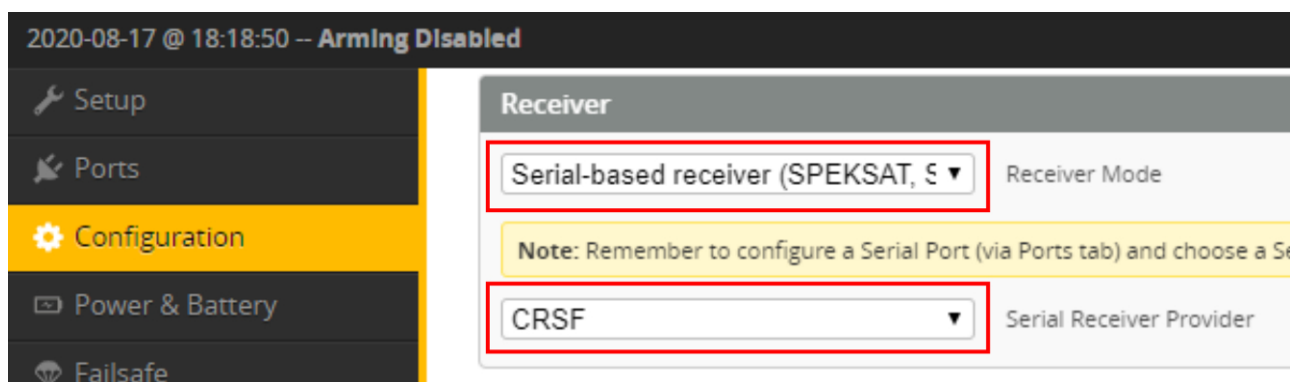 2020-08-17 @ 18:18:50 -- Arming Disabled
Setup
Ports
Configuration
Power & Battery
Failsafe
Receiver
Serial-based receiver (SPEKSAT, S
Receiver Mode
Note: Remember to configure a Serial Port (via Ports tab) and choose a Se
CRSF
Serial Receiver Provider